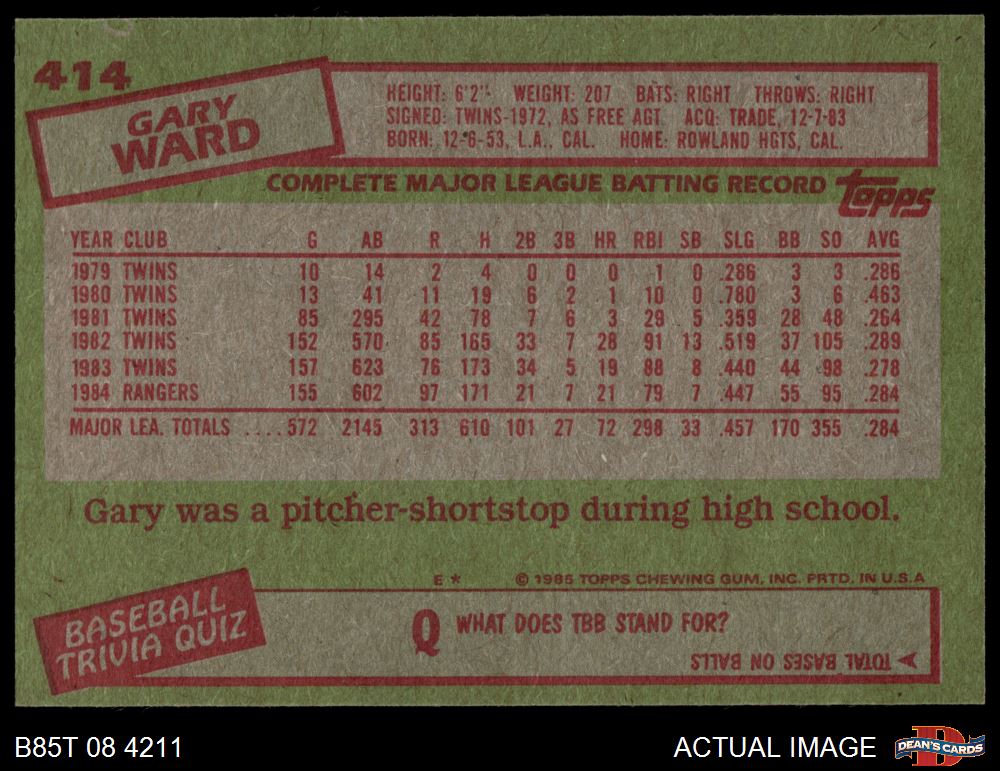 414
GARY
WARD
HEIGHT: 6'2" WEIGHT: 207 BATS: RIGHT THROWS: RIGHT
SIGNED: TWINS-1972, AS FREE AGT. ACQ: TRADE, 12-7-83
BORN: 12-6-53, L.A., CAL. HOME: ROWLAND HGTS, CAL.
COMPLETE MAJOR LEAGUE BATTING RECORD topps
YEAR CLUB G AB R H 2B 3B HR RBI SB SLG BB SO AVG
1979 TWINS 10 14 2 4 0 0 0 1 0 .286 3 3 .286
1980 TWINS 13 41 11 19 6 2 1 10 0 .780 3 6 .463
1981 TWINS 85 295 42 78 7 6 3 29 5 .359 28 48 .264
1982 TWINS 152 570 85 165 33 7 28 91 13 .519 37 105 .289
1983 TWINS 157 623 76 173 34 5 19 88 8 .440 44 98 .278
1984 RANGERS 155 602 97 171 21 7 21 79 7 .447 55 95 .284
MAJOR LEA. TOTALS ....572 2145 313 610 101 27 72 298 33 .457 170 355 .284
Gary was a pitcher-shortstop during high school.
E * © 1985 TOPPS CHEWING GUM, INC. PRTD. IN U.S.A
BASEBALL
TRIVIA QUIZ
Q WHAT DOES TBB STAND FOR?
TOTAL BASES ON BALLS
B85T 08 4211 ACTUAL IMAGE D DEAN'S CARDS